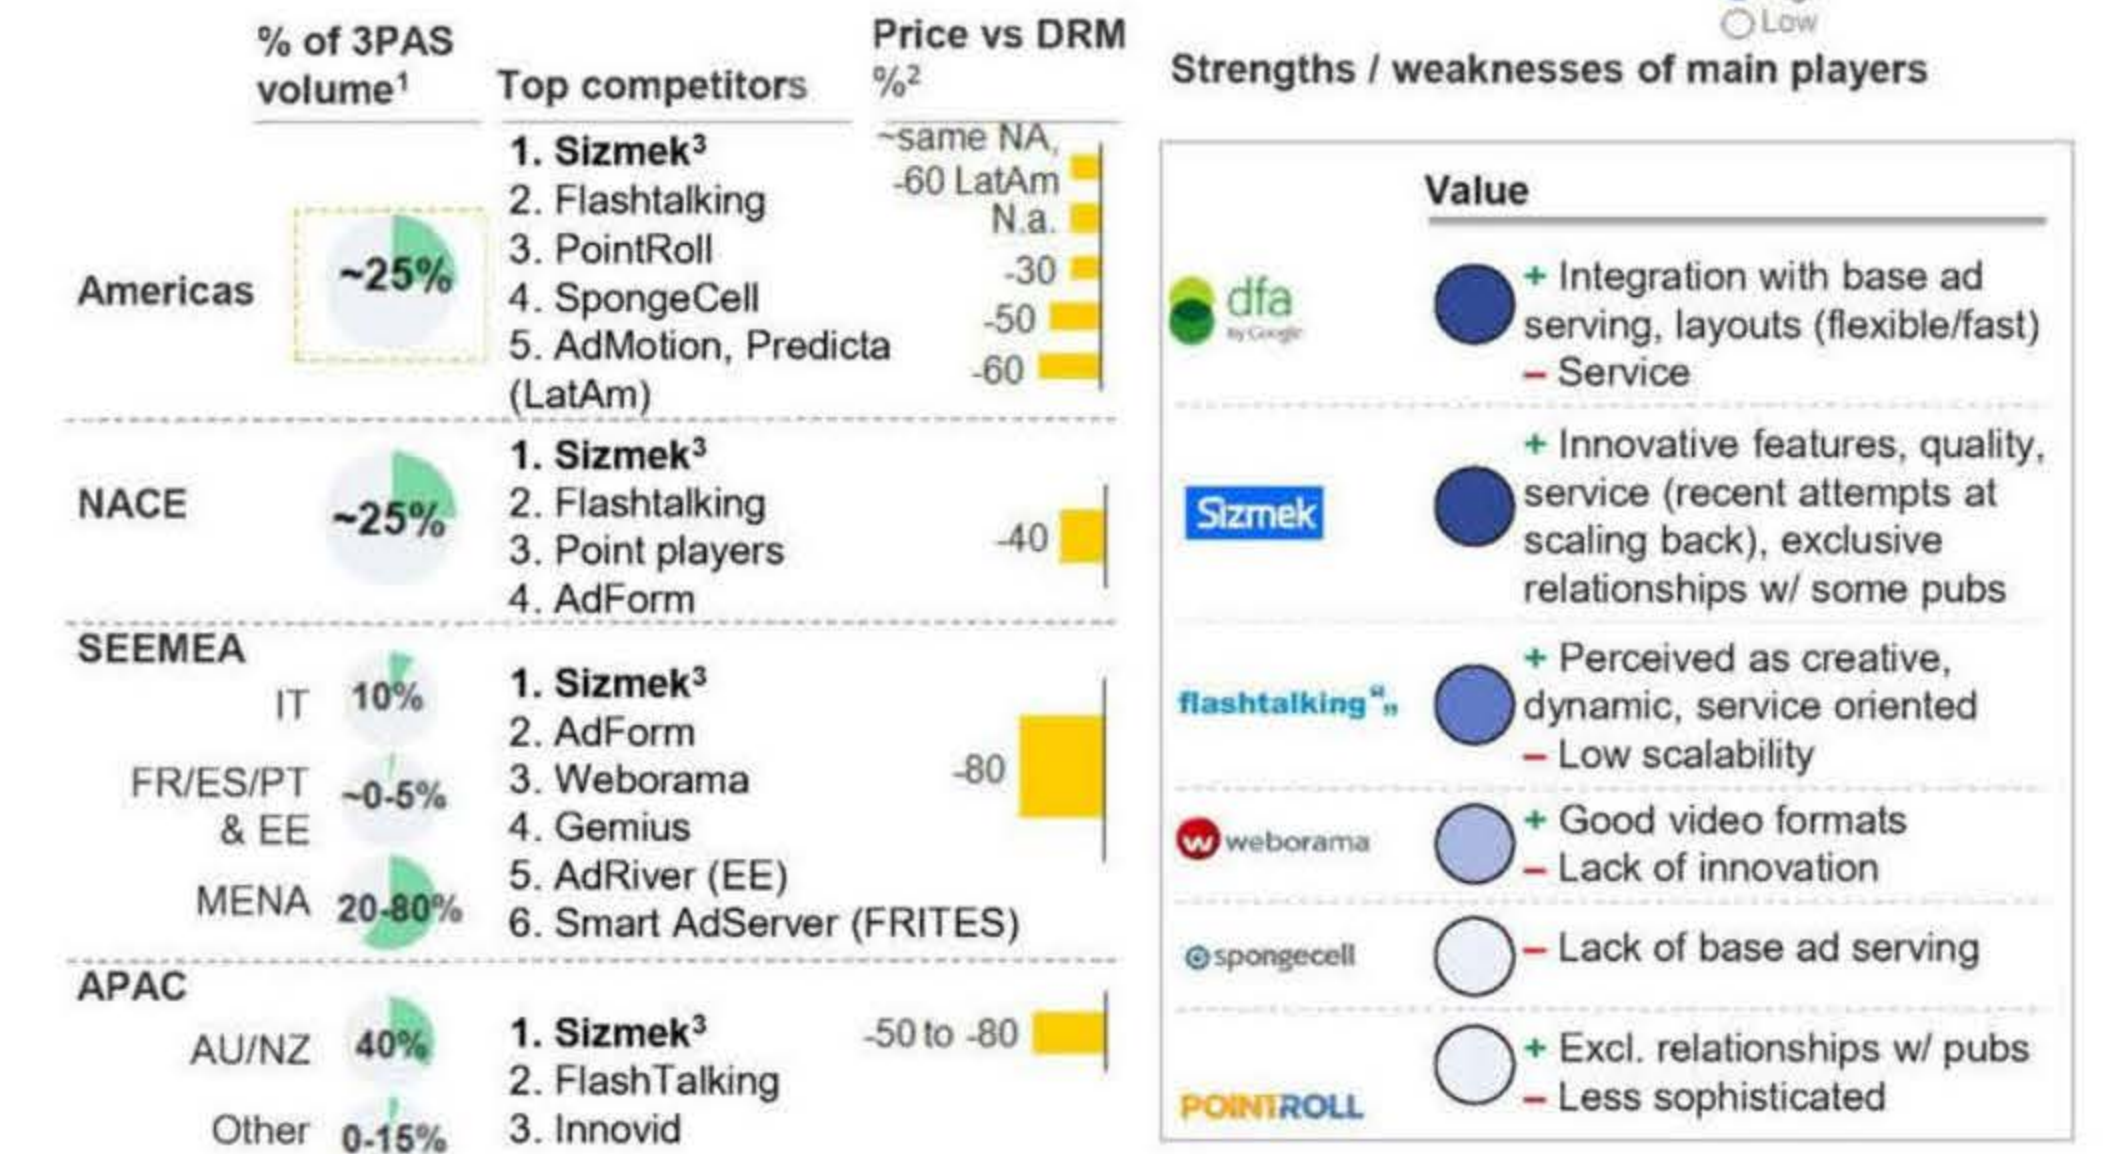 Low
% of 3PAS
volume¹
Top competitors
Price vs DRM
%²
Strengths / weaknesses of main players
Americas
~25%
1. Sizmek³
2. Flashtalking
3. PointRoll
4. SpongeCell
5. AdMotion, Predicta
(LatAm)
~same NA,
-60 LatAm
N.a.
-30
-50
-60
NACE
~25%
1. Sizmek³
2. Flashtalking
3. Point players
4. AdForm
-40
SEEMEA
IT
10%
FR/ES/PT
& EE
~0-5%
MENA
20-80%
1. Sizmek³
2. AdForm
3. Weborama
4. Gemius
5. AdRiver (EE)
6. Smart AdServer (FRITES)
-80
APAC
AU/NZ
40%
Other
0-15%
1. Sizmek³
2. FlashTalking
3. Innovid
-50 to -80
Value
dfa
by Google
+ Integration with base ad
serving, layouts (flexible/fast)
– Service
Sizmek
+ Innovative features, quality,
service (recent attempts at
scaling back), exclusive
relationships w/ some pubs
flashtalking
+ Perceived as creative,
dynamic, service oriented
– Low scalability
w weborama
+ Good video formats
– Lack of innovation
spongecell
– Lack of base ad serving
POINTROLL
+ Excl. relationships w/ pubs
– Less sophisticated